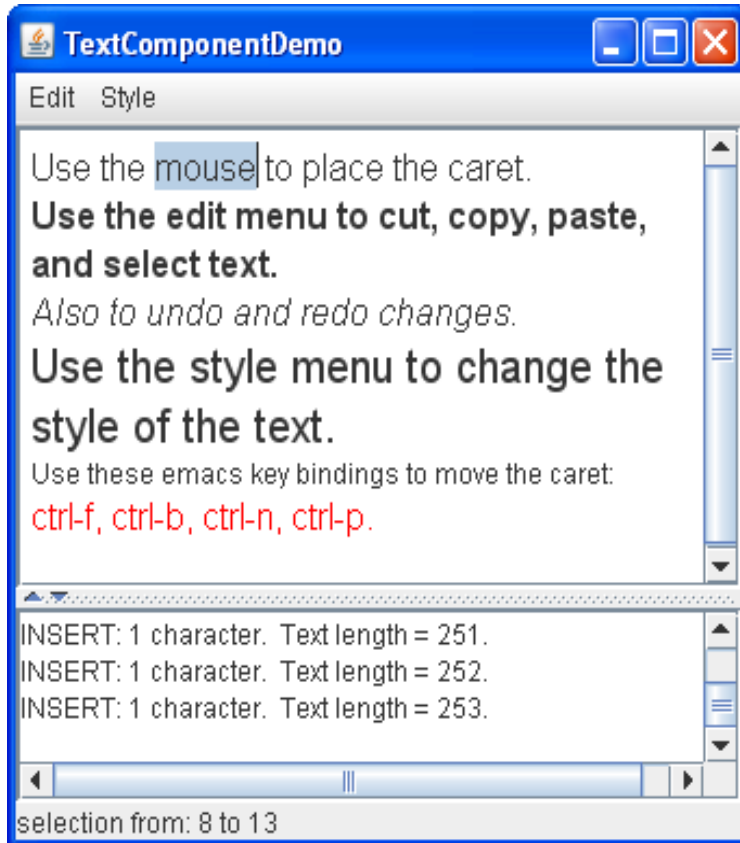 TextComponentDemo
Edit Style
Use the mouse to place the caret.
Use the edit menu to cut, copy, paste,
and select text.
Also to undo and redo changes.
Use the style menu to change the
style of the text.
Use these emacs key bindings to move the caret:
ctrl-f, ctrl-b, ctrl-n, ctrl-p.
INSERT: 1 character.  Text length = 251.
INSERT: 1 character.  Text length = 252.
INSERT: 1 character.  Text length = 253.
selection from: 8 to 13